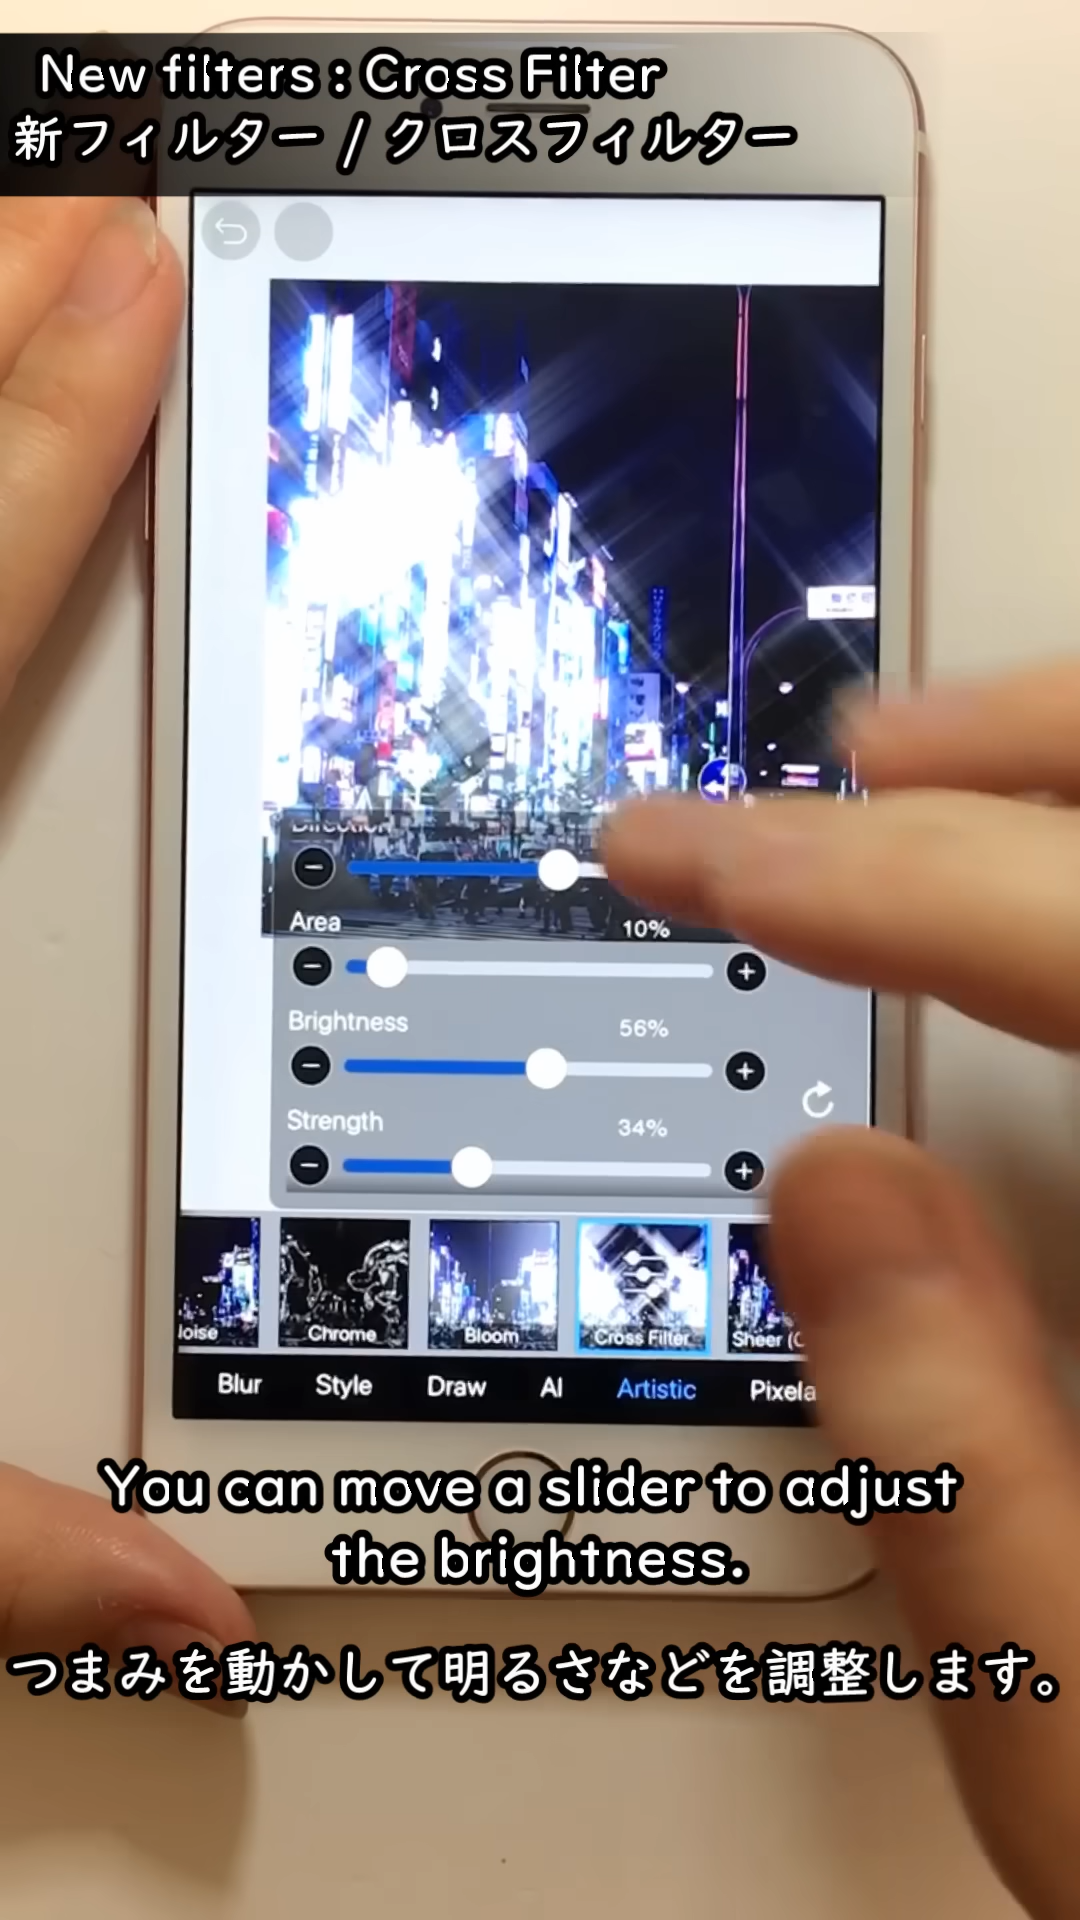 New filters : Cross Filter
新フィルター / クロスフィルター
Direction
Area 10%
Brightness 56%
Strength 34%
Chrome
Bloom
Cross Filter
Sheer (
Blur Style Draw AI Artistic Pixela
You can move a slider to adjust
the brightness.
つまみを動かして明るさなどを調整します。